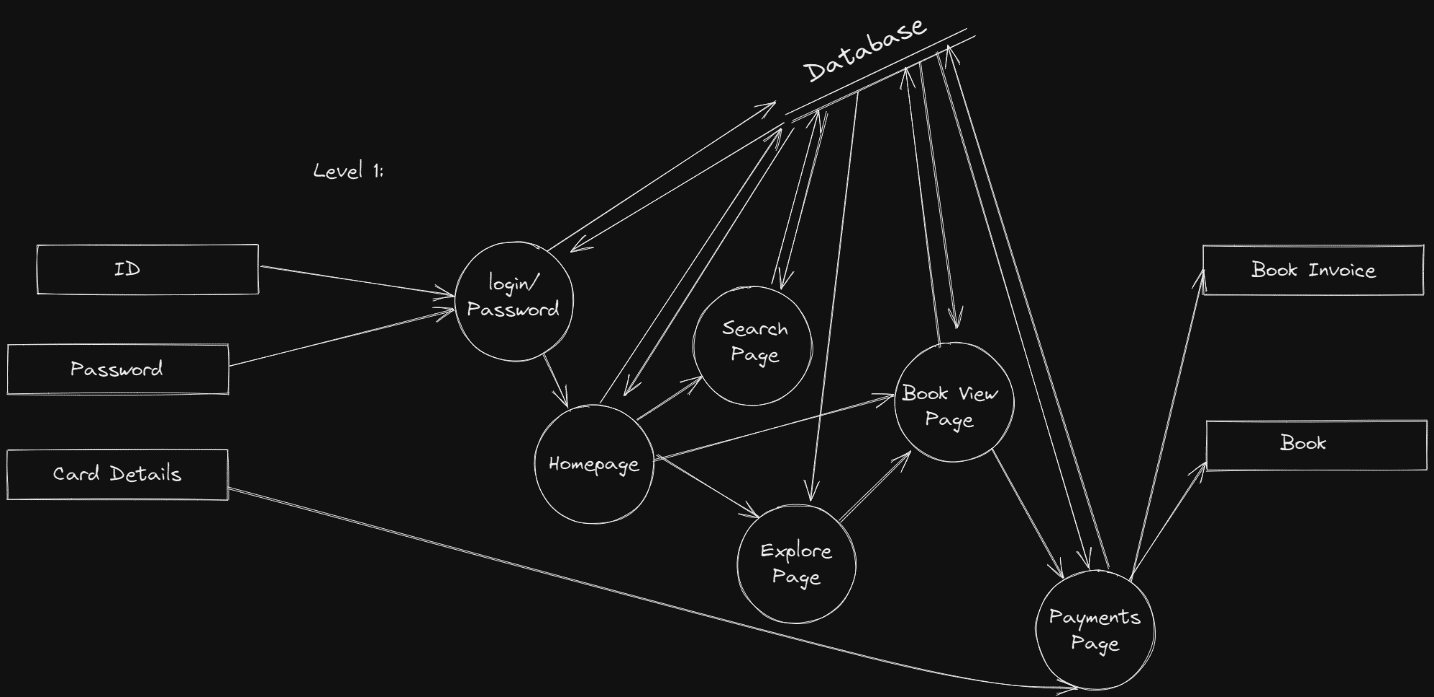 Database
Level 1:
ID
Password
Card Details
login/
Password
Homepage
Search
Page
Explore
Page
Book View
Page
Payments
Page
Book Invoice
Book